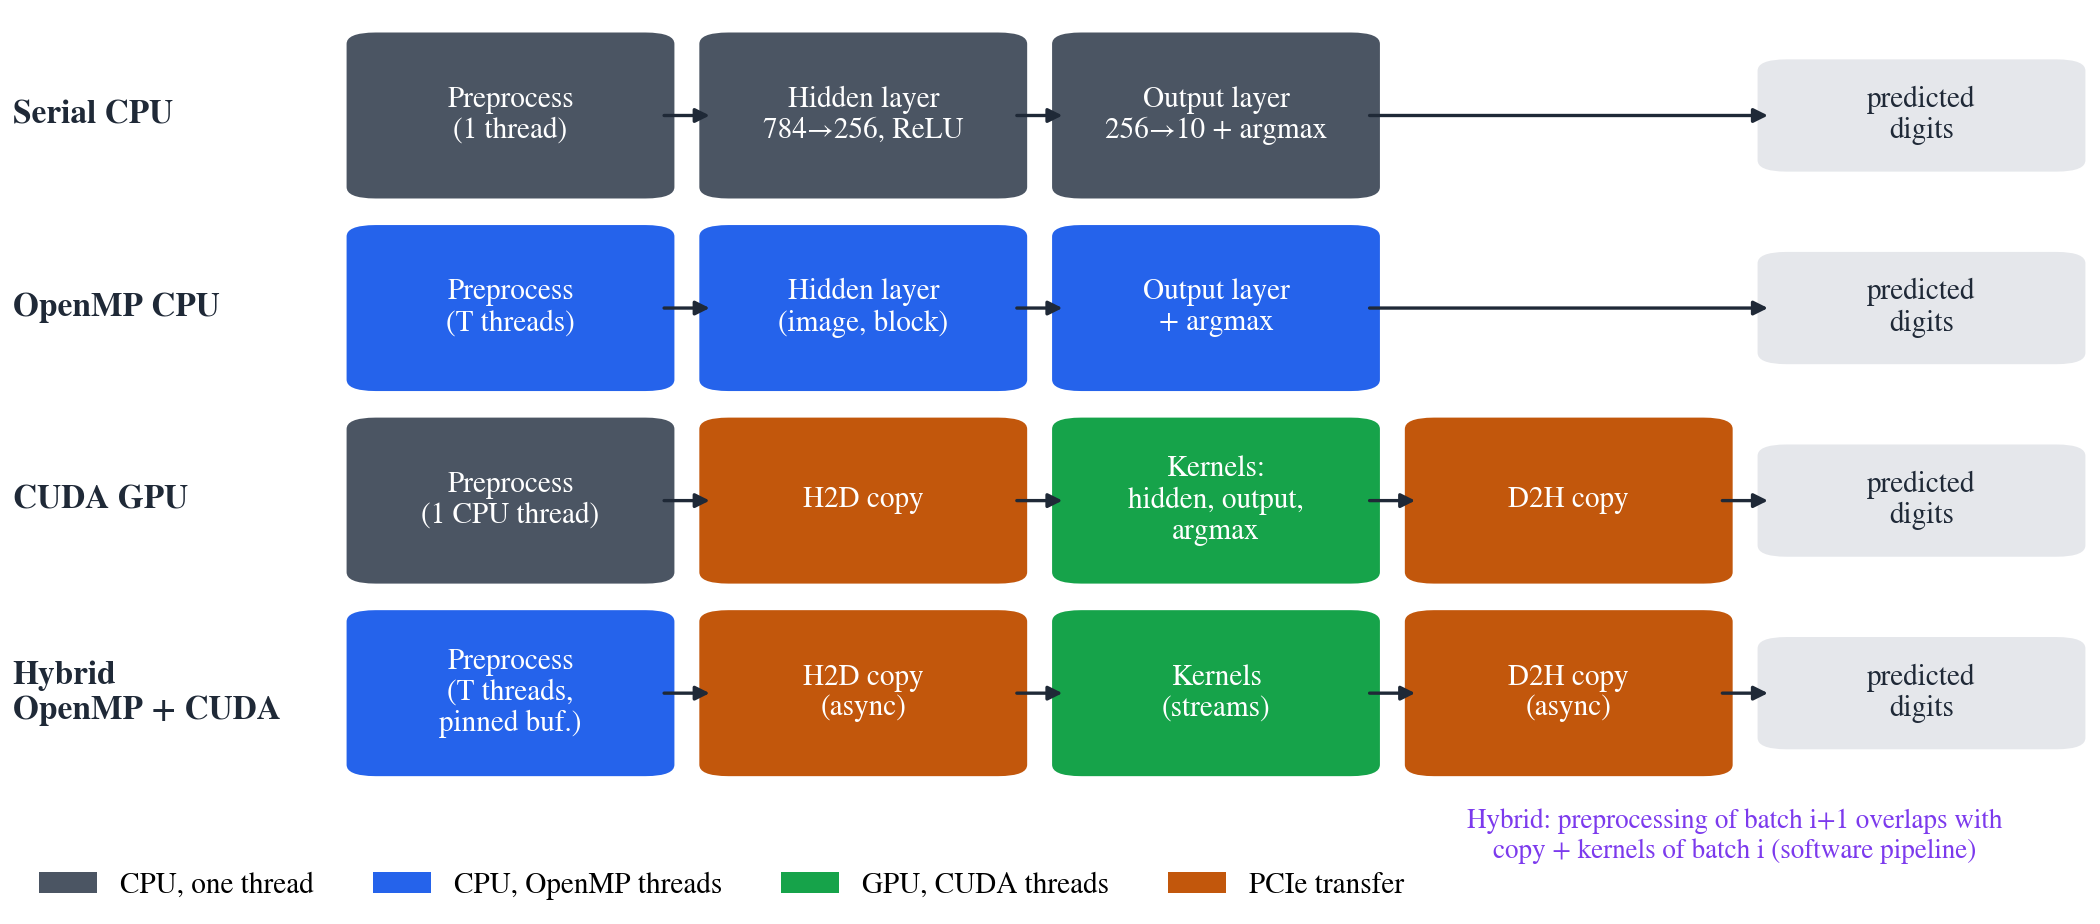 Serial CPU
Preprocess
(1 thread)
Hidden layer
784→256, ReLU
Output layer
256→10 + argmax
predicted
digits
OpenMP CPU
Preprocess
(T threads)
Hidden layer
(image, block)
Output layer
+ argmax
predicted
digits
CUDA GPU
Preprocess
(1 CPU thread)
H2D copy
Kernels:
hidden, output,
argmax
D2H copy
predicted
digits
Hybrid
OpenMP + CUDA
Preprocess
(T threads,
pinned buf.)
H2D copy
(async)
Kernels
(streams)
D2H copy
(async)
predicted
digits
Hybrid: preprocessing of batch i+1 overlaps with
copy + kernels of batch i (software pipeline)
CPU, one thread
CPU, OpenMP threads
GPU, CUDA threads
PCIe transfer